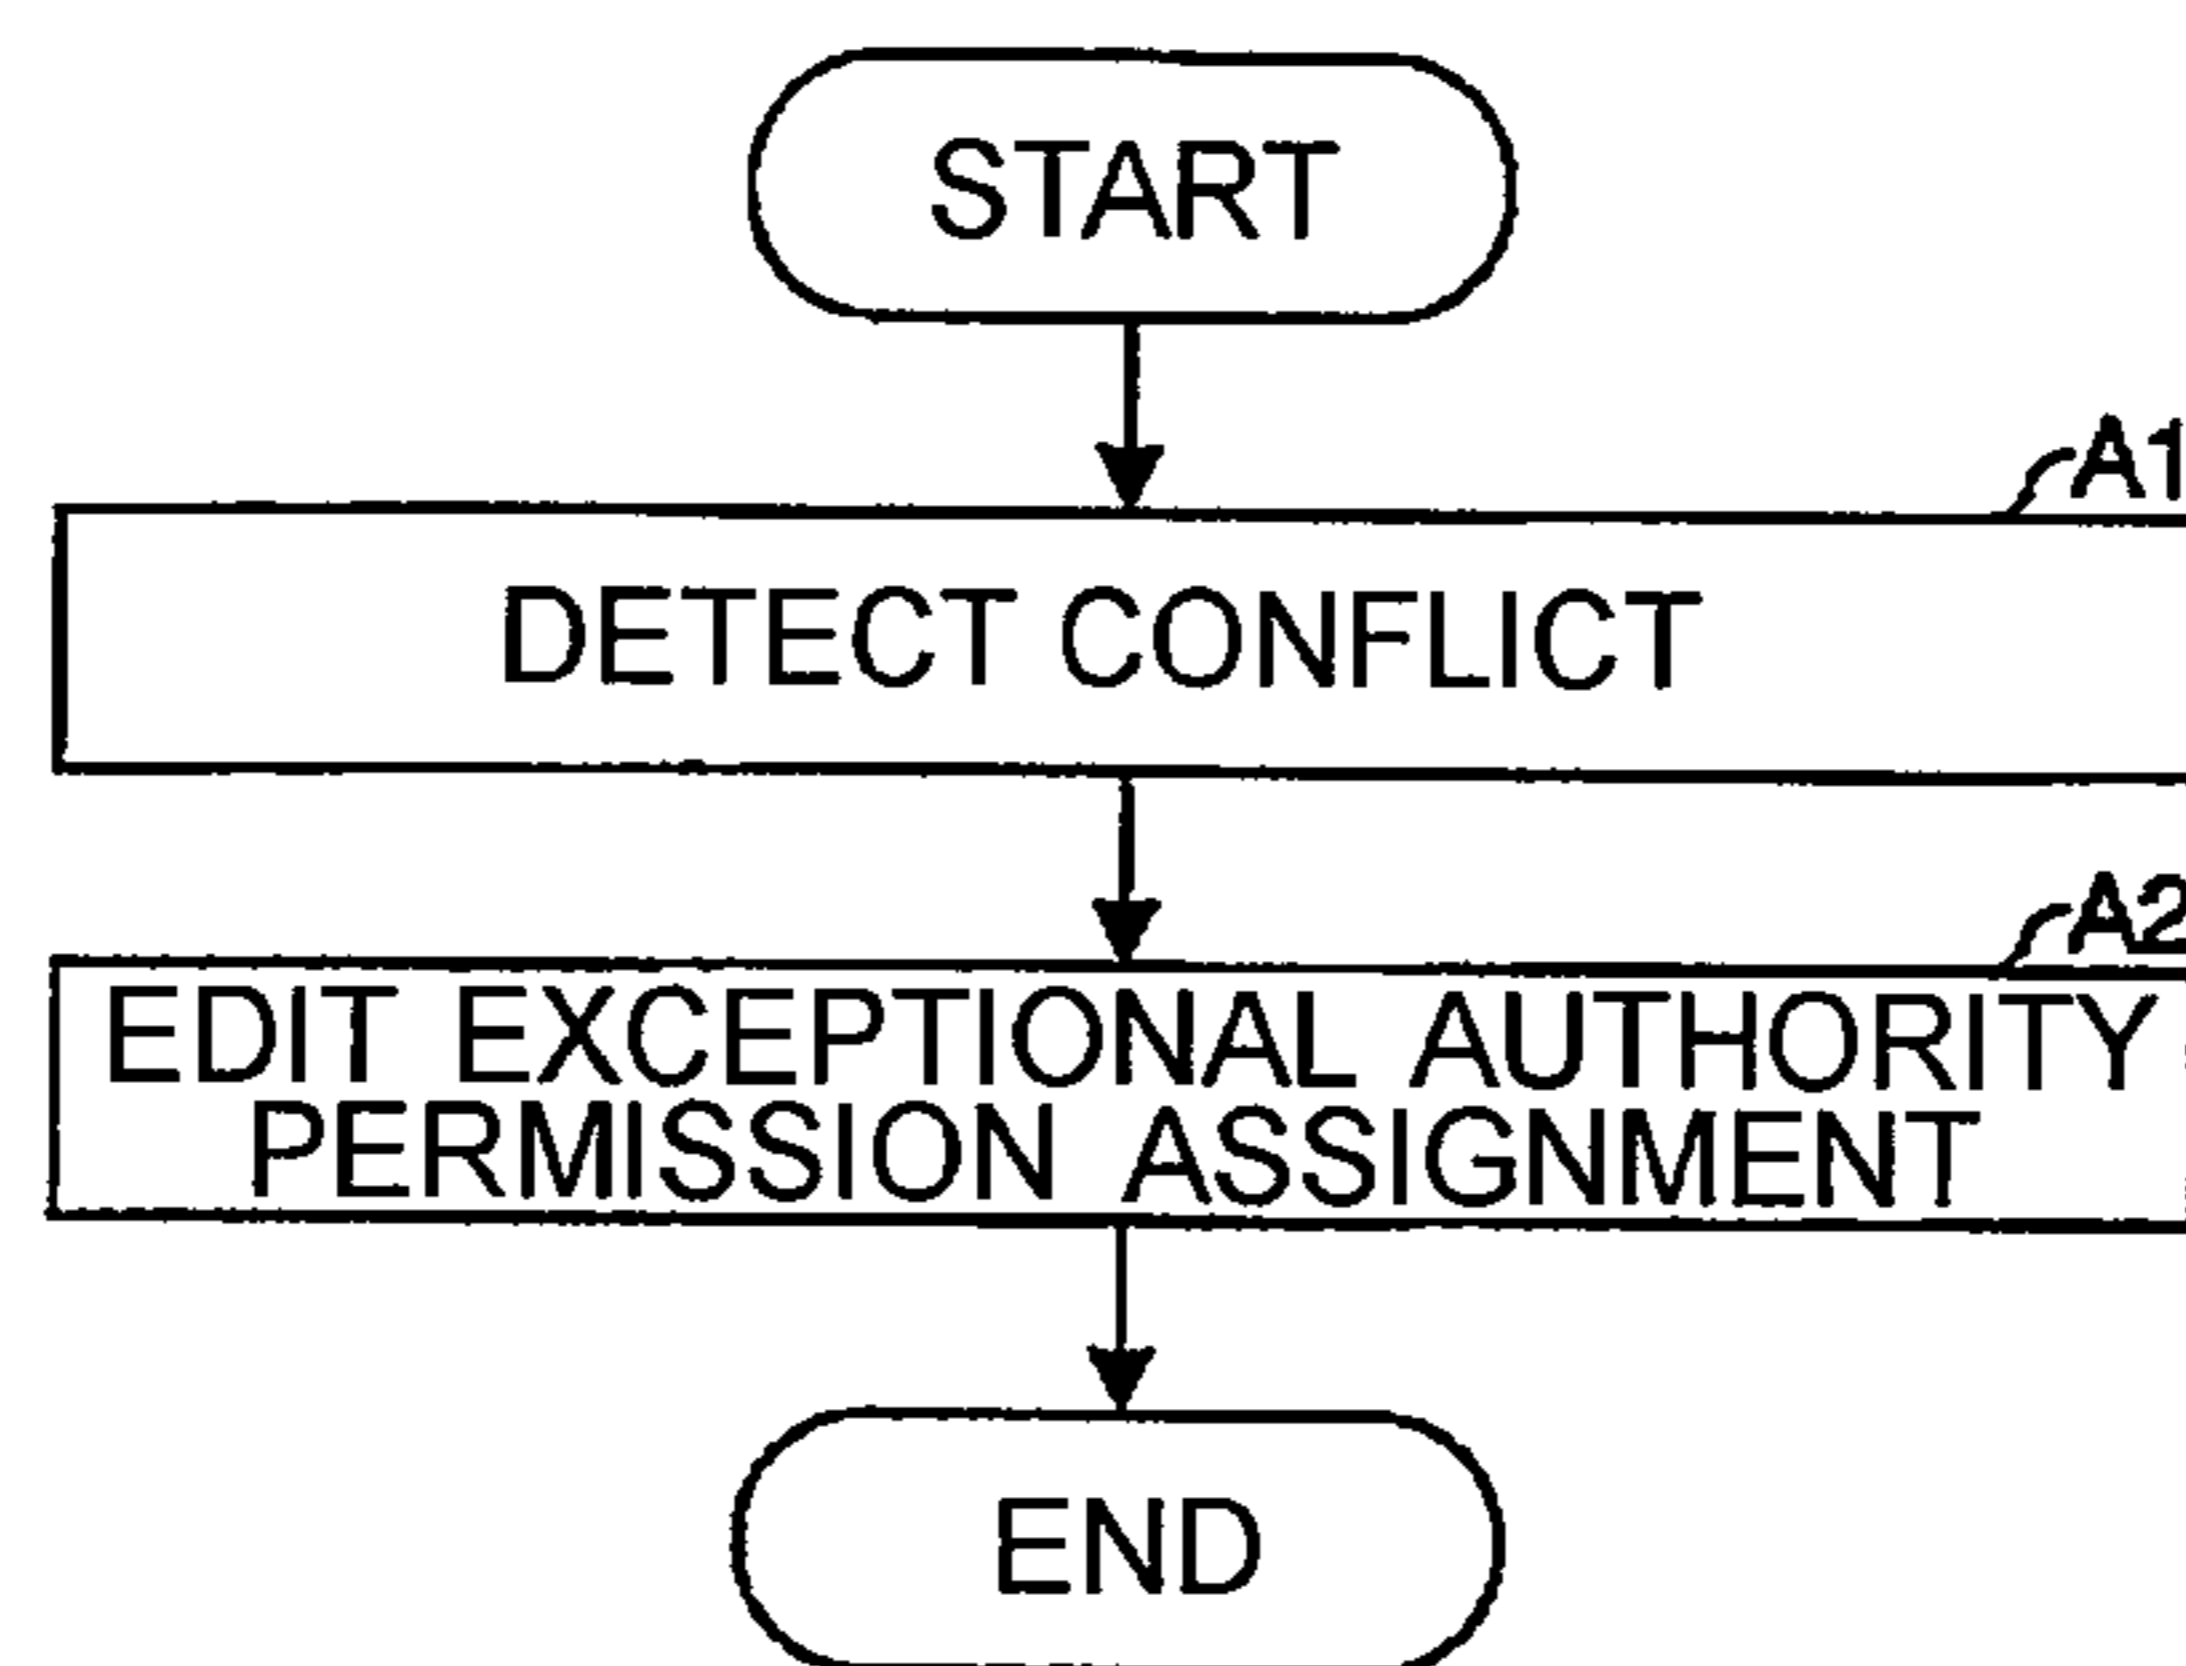 START
A1
DETECT CONFLICT
A2
EDIT EXCEPTIONAL AUTHORITY
PERMISSION ASSIGNMENT
END